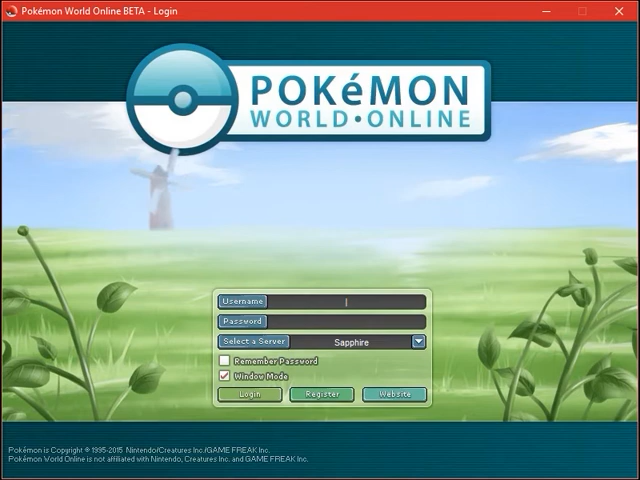 Pokémon World Online BETA - Login
POKéMON
WORLD•ONLINE
Username
Password
Select a Server
Sapphire
Remember Password
Window Mode
Login
Register
Website
Pokémon is Copyright © 1995-2015 Nintendo/Creatures Inc./GAME FREAK Inc.
Pokémon World Online is not affiliated with Nintendo, Creatures Inc. and GAME FREAK Inc.